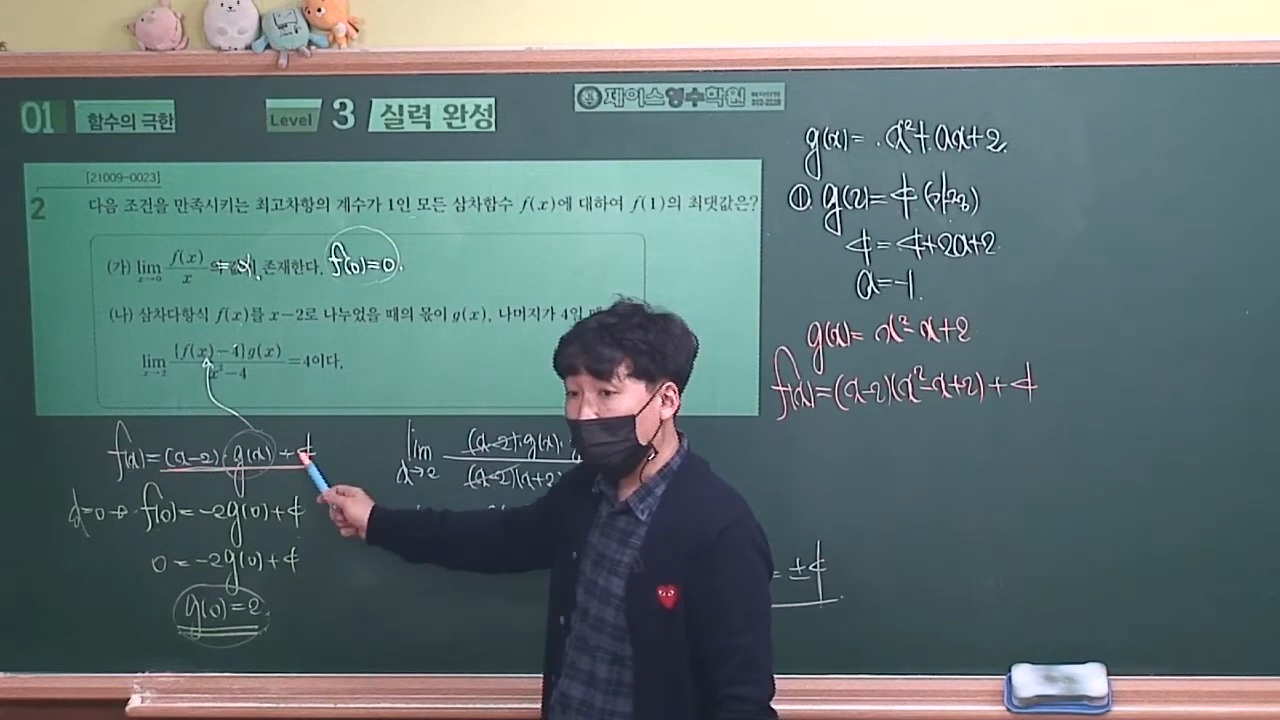 01 함수의 극한 Level 3 실력 완성
제이스영수학원
[21009-0023]
2 다음 조건을 만족시키는 최고차항의 계수가 1인 모든 삼차함수 f(x)에 대하여 f(1)의 최댓값은?
(가) lim x→0 f(x)/x 존재한다. f(0)=0.
(나) 삼차다항식 f(x)를 x-2로 나누었을 때의 몫이 g(x), 나머지가 4일 때
lim x→2 {f(x)-4}g(x)/x²-4 =4이다.
f(x)=(x-2)·g(x)+4
x=0→ f(0)=-2g(0)+4
0=-2g(0)+4
g(0)=2
lim x→2 (x-2)·g(x)· / (x-2)(x+2)
=±4
g(x)=x²+ax+2
① g(2)=4
4=4+2a+2
a=-1.
g(x)=x²-x+2
f(x)=(x-2)(x²-x+2)+4